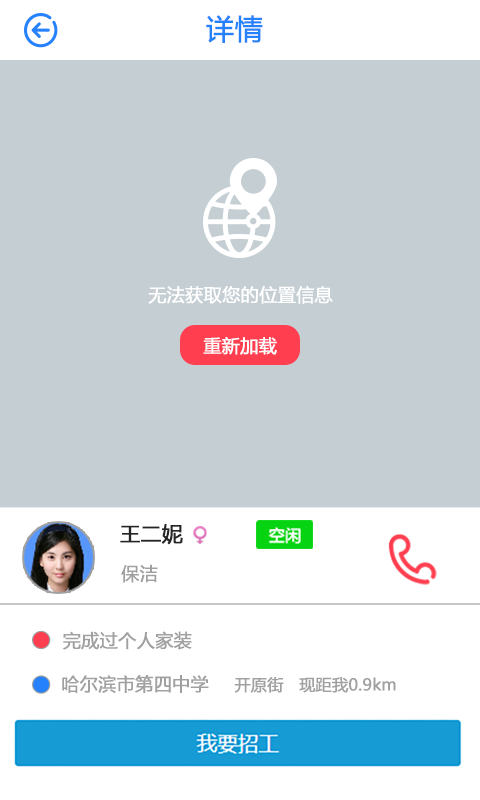 详情
无法获取您的位置信息
重新加载
王二妮 ♀ 空闲
保洁
完成过个人家装
哈尔滨市第四中学 开原街 现距我0.9km
我要招工